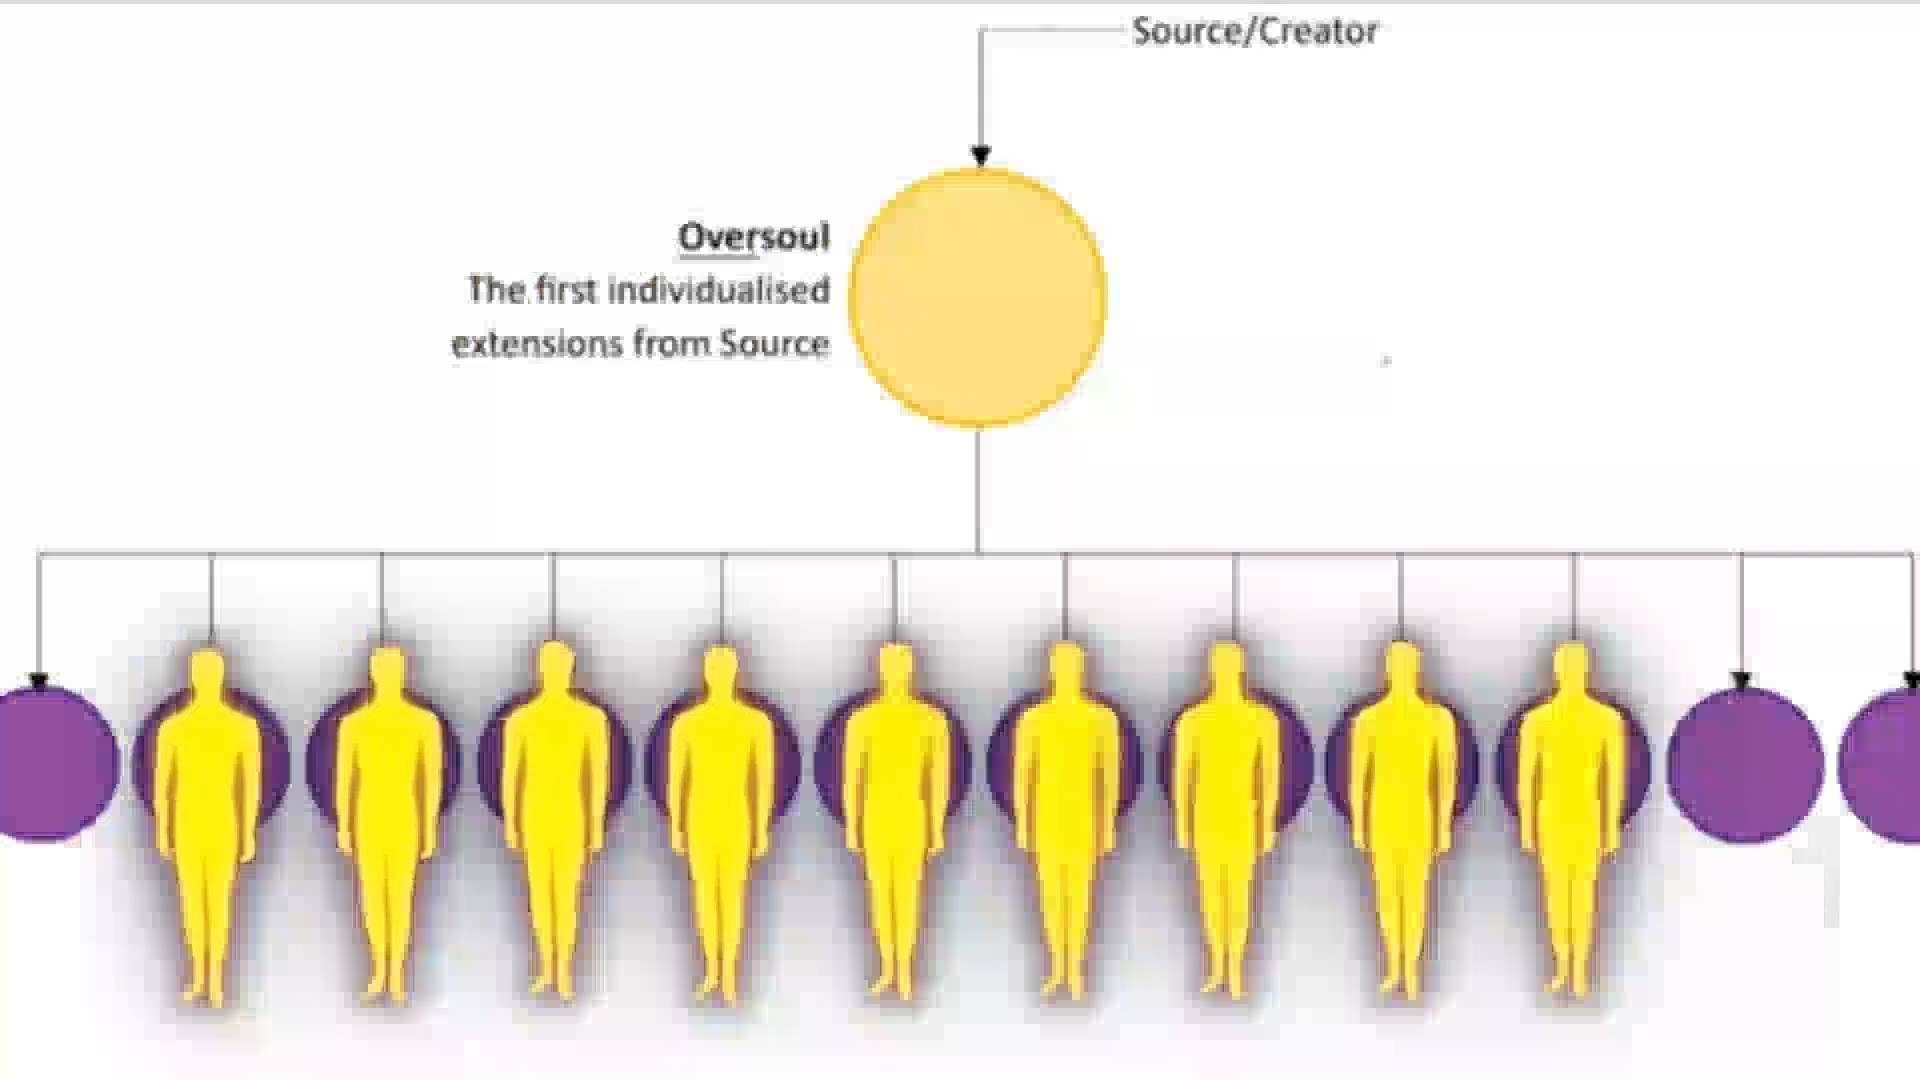 Source/Creator
Oversoul
The first individualised
extensions from Source